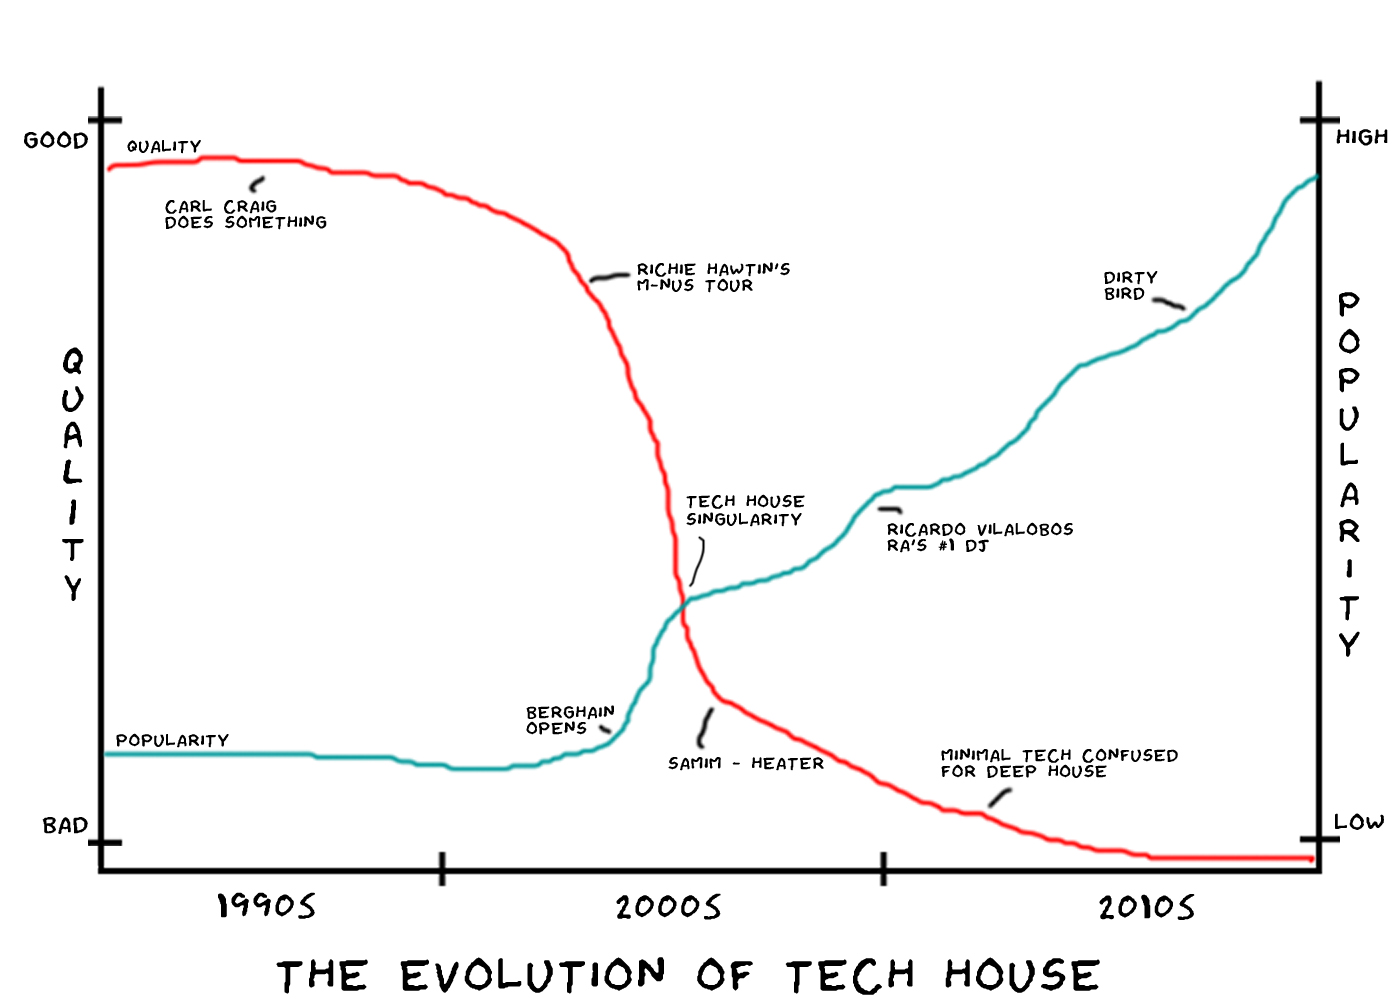 GOOD
HIGH
QUALITY
CARL CRAIG
DOES SOMETHING
RICHIE HAWTIN'S
M-NUS TOUR
DIRTY
BIRD
QUALITY
POPULARITY
TECH HOUSE
SINGULARITY
RICARDO VILALOBOS
RA'S #1 DJ
BERGHAIN
OPENS
POPULARITY
SAMIM - HEATER
MINIMAL TECH CONFUSED
FOR DEEP HOUSE
BAD
LOW
1990S
2000S
2010S
THE EVOLUTION OF TECH HOUSE